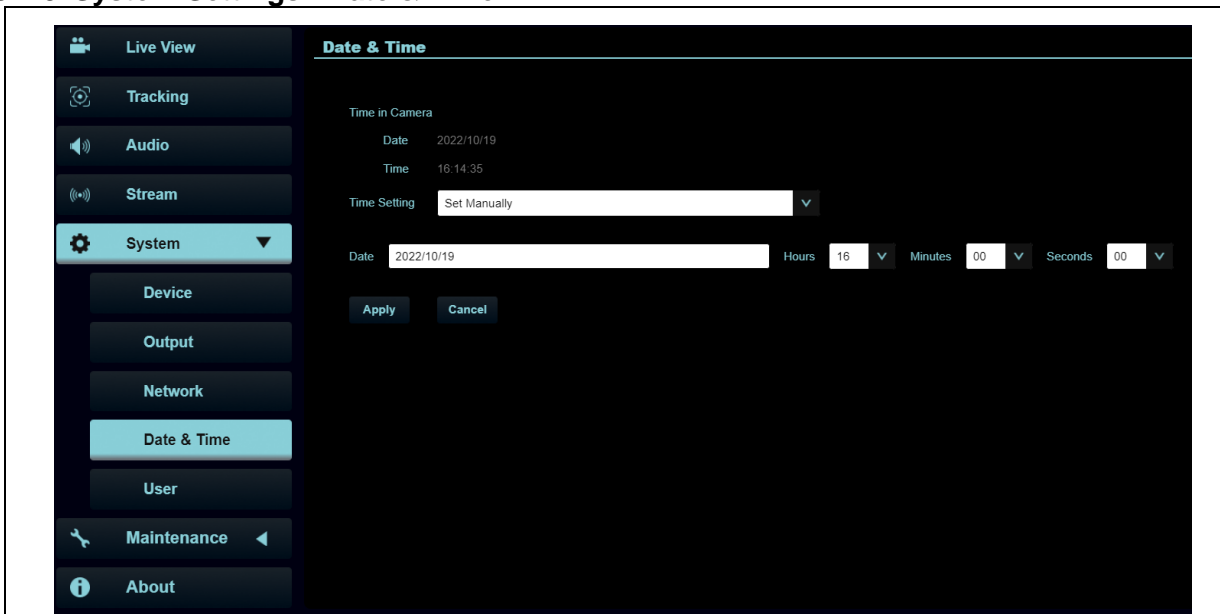 Live View
Tracking
Audio
Stream
System
Device
Output
Network
Date & Time
User
Maintenance
About
Date & Time
Time in Camera
Date 2022/10/19
Time 16:14:35
Time Setting Set Manually
Date 2022/10/19 Hours 16 Minutes 00 Seconds 00
Apply Cancel